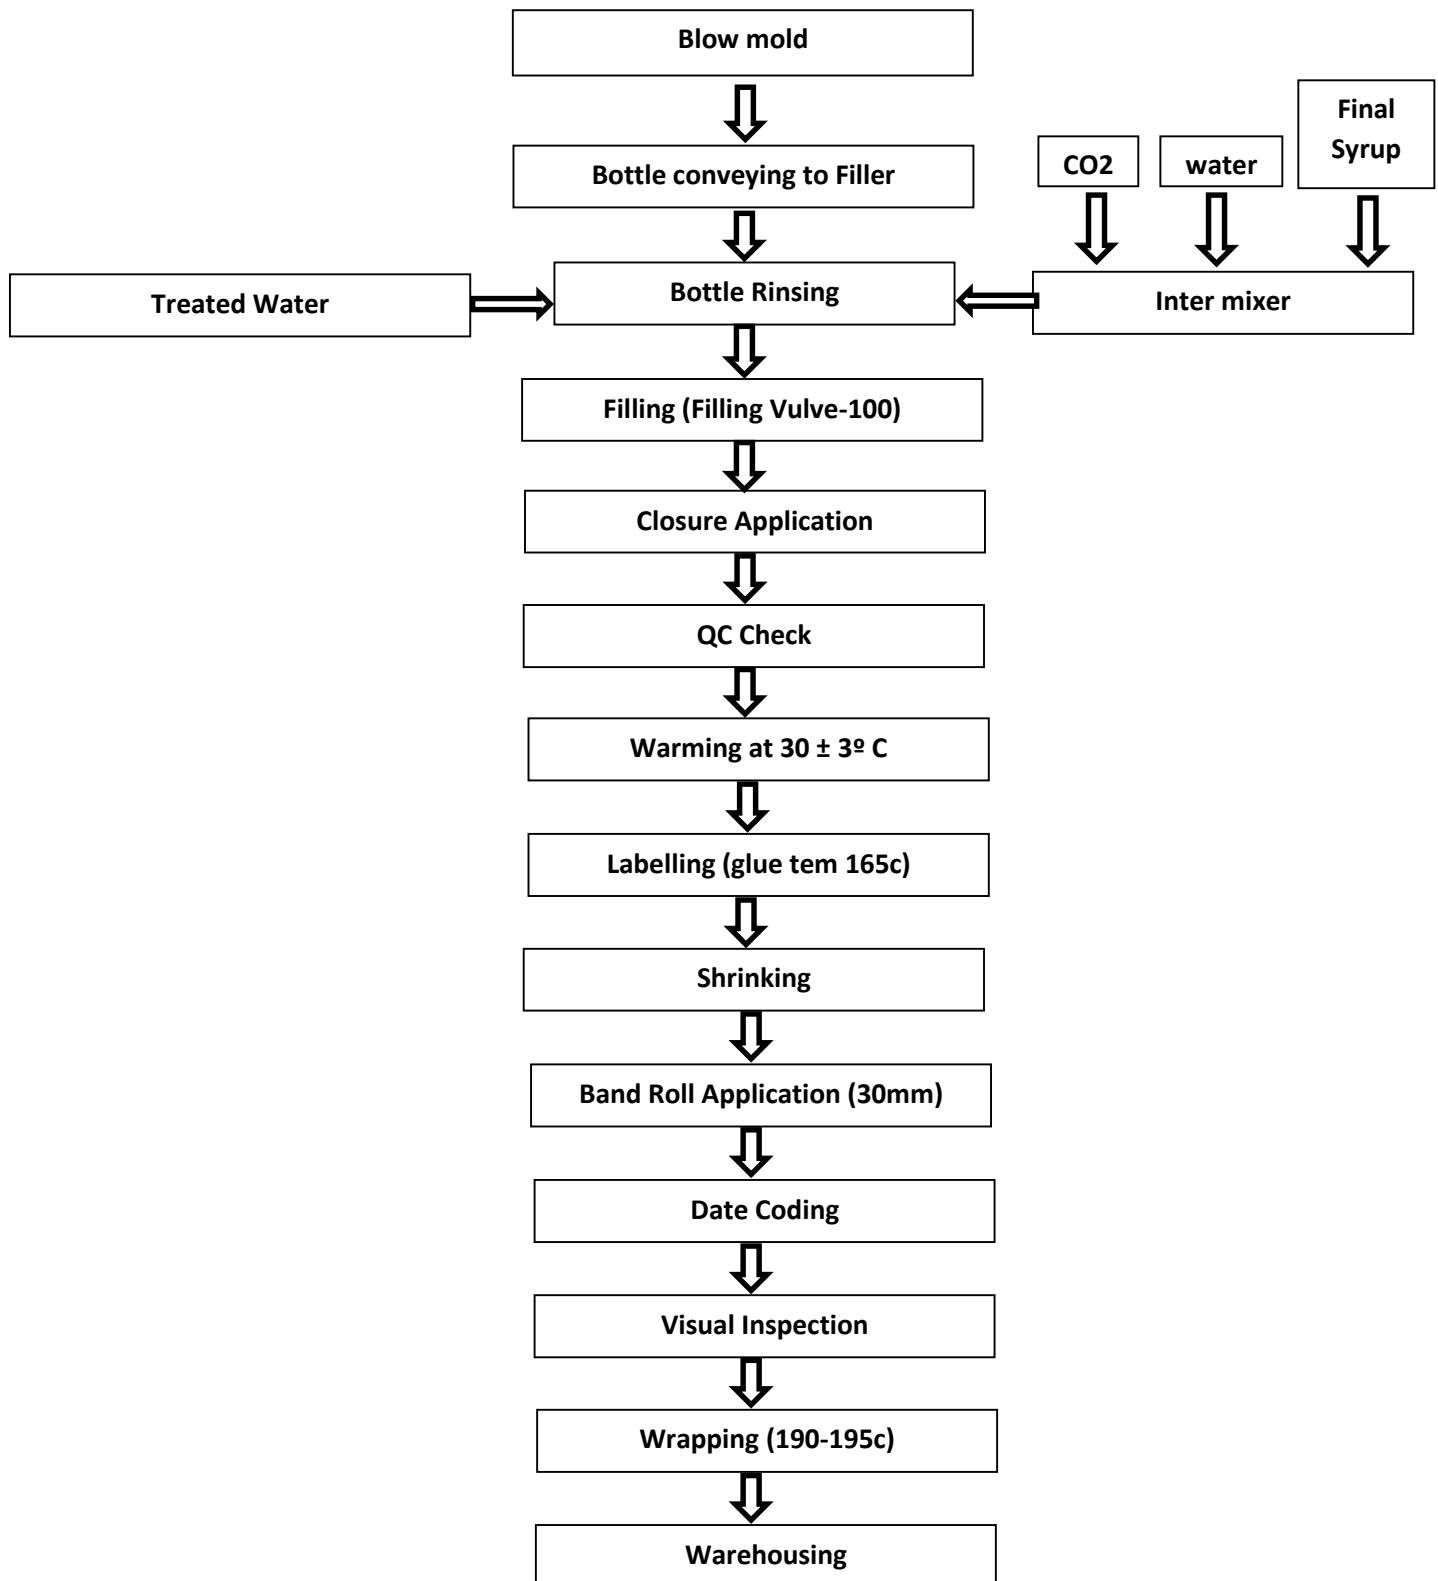 Blow mold
Bottle conveying to Filler
CO2
water
Final
Syrup
Treated Water
Bottle Rinsing
Inter mixer
Filling (Filling Vulve-100)
Closure Application
QC Check
Warming at 30 ± 3º C
Labelling (glue tem 165c)
Shrinking
Band Roll Application (30mm)
Date Coding
Visual Inspection
Wrapping (190-195c)
Warehousing